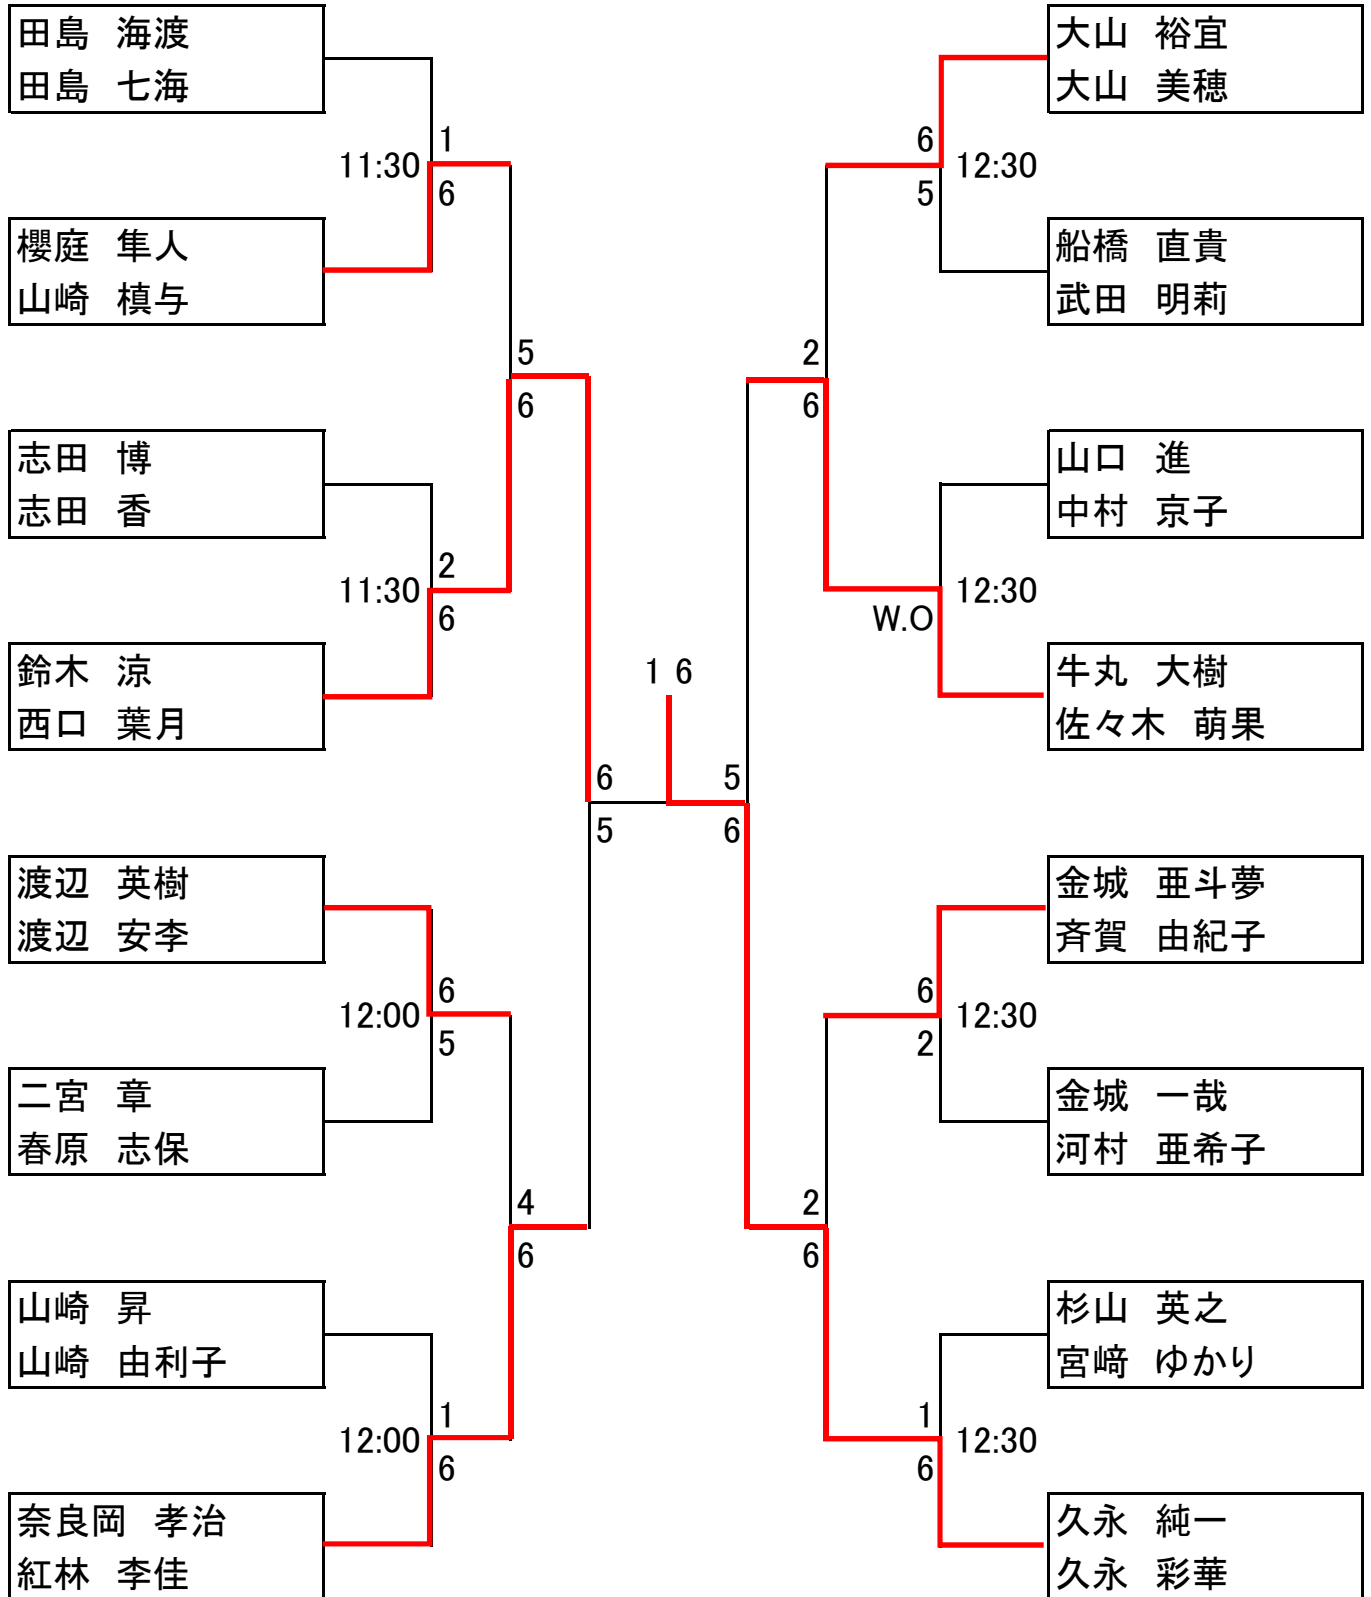 田島　海渡
田島　七海
1
11:30
6
櫻庭　隼人
山崎　槙与
5
6
志田　博
志田　香
2
11:30
6
鈴木　涼
西口　葉月
6
5
渡辺　英樹
渡辺　安李
6
12:00
5
二宮　章
春原　志保
4
6
山崎　昇
山崎　由利子
1
12:00
6
奈良岡　孝治
紅林　李佳
1 6
大山　裕宜
大山　美穂
6
12:30
5
船橋　直貴
武田　明莉
2
6
山口　進
中村　京子
12:30
W.O
牛丸　大樹
佐々木　萌果
5
6
金城　亜斗夢
斉賀　由紀子
6
12:30
2
金城　一哉
河村　亜希子
2
6
杉山　英之
宮﨑　ゆかり
1
12:30
6
久永　純一
久永　彩華